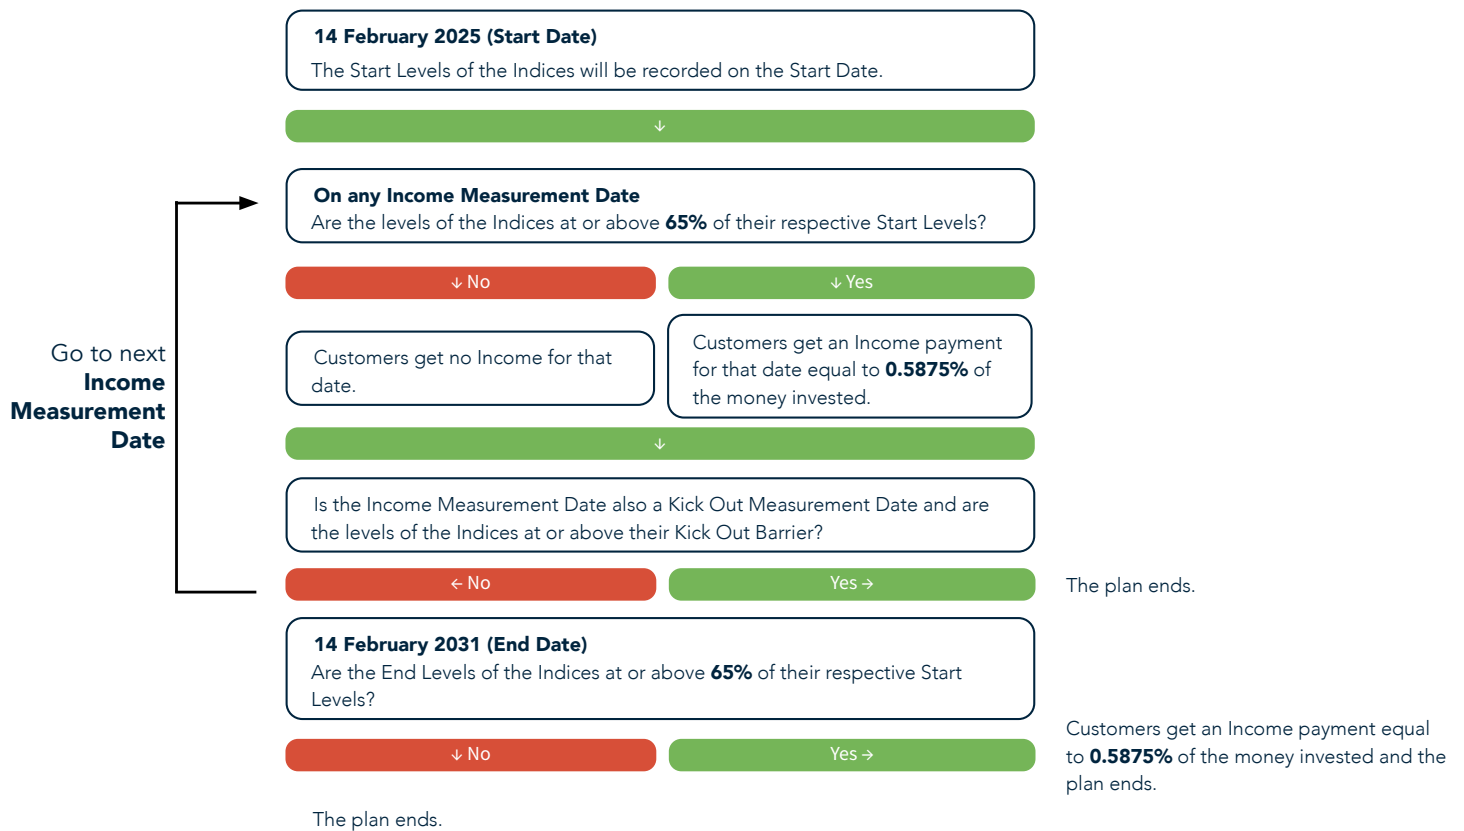 14 February 2025 (Start Date)
The Start Levels of the Indices will be recorded on the Start Date.
↓
On any Income Measurement Date
Are the levels of the Indices at or above 65% of their respective Start Levels?
↓ No
↓ Yes
Go to next
Income
Measurement
Date
Customers get no Income for that
date.
Customers get an Income payment
for that date equal to 0.5875% of
the money invested.
↓
Is the Income Measurement Date also a Kick Out Measurement Date and are
the levels of the Indices at or above their Kick Out Barrier?
← No
Yes →
The plan ends.
14 February 2031 (End Date)
Are the End Levels of the Indices at or above 65% of their respective Start
Levels?
↓ No
Yes →
Customers get an Income payment equal
to 0.5875% of the money invested and the
plan ends.
The plan ends.